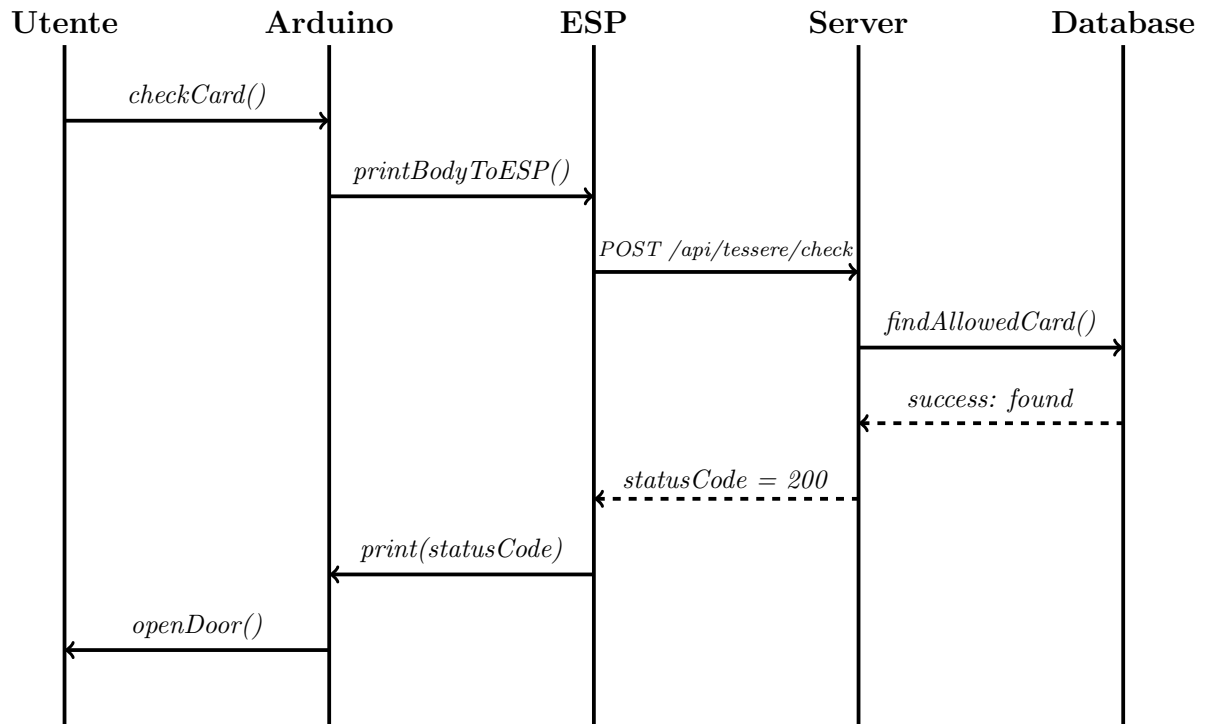 Utente Arduino ESP Server Database
checkCard()
printBodyToESP()
POST /api/tessere/check
findAllowedCard()
success: found
statusCode = 200
print(statusCode)
openDoor()